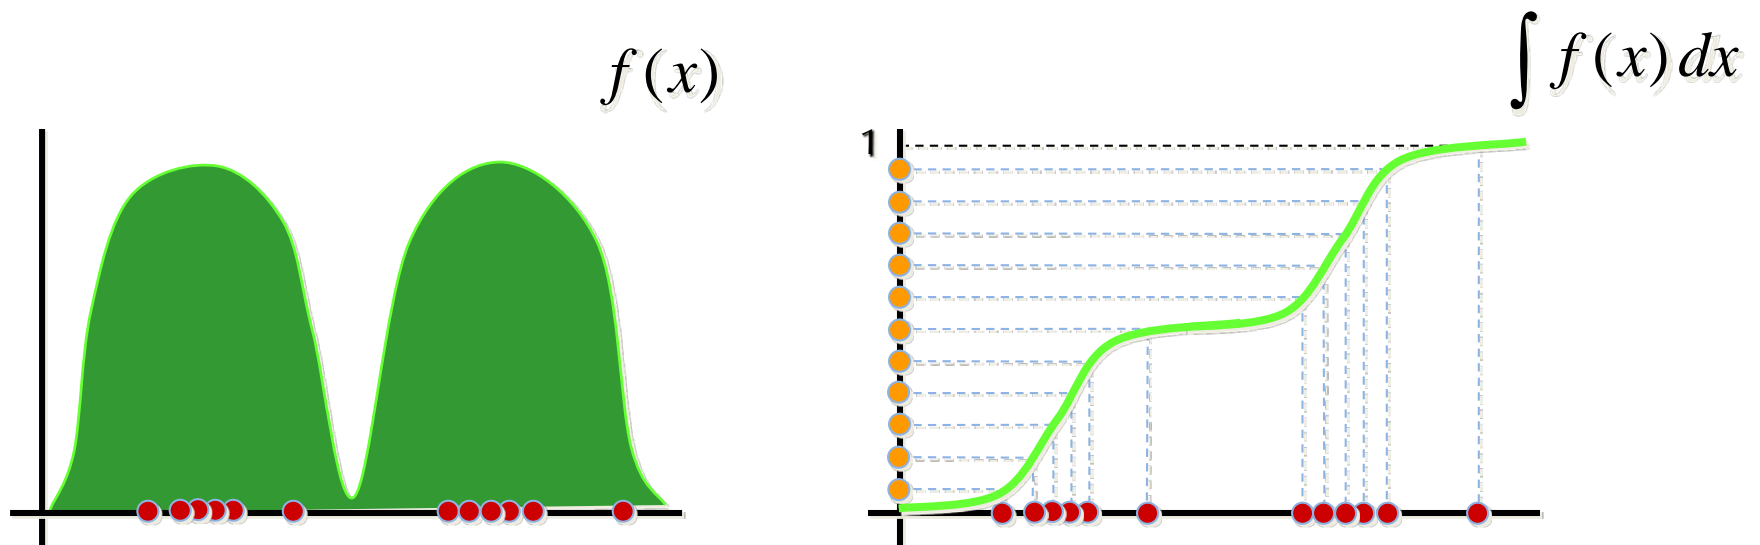 f(x)
∫ f(x) dx
1